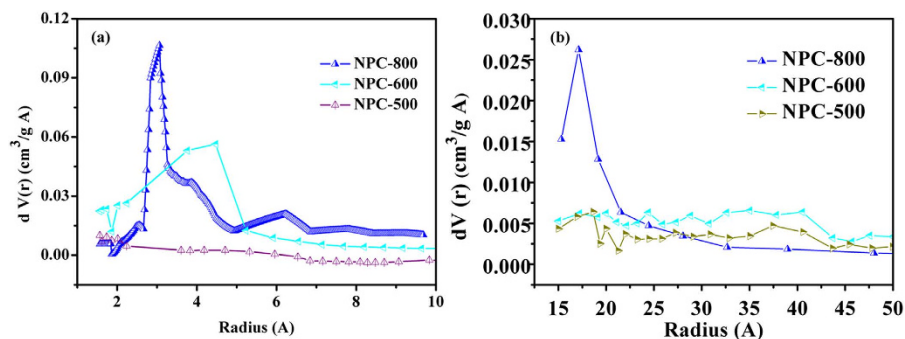 (a)
NPC-800
NPC-600
NPC-500
d V(r) (cm³/g A)
0.12
0.09
0.06
0.03
0.00
2 4 6 8 10
Radius (A)
(b)
NPC-800
NPC-600
NPC-500
dV (r) (cm³/g A)
0.030
0.025
0.020
0.015
0.010
0.005
0.000
15 20 25 30 35 40 45 50
Radius (A)